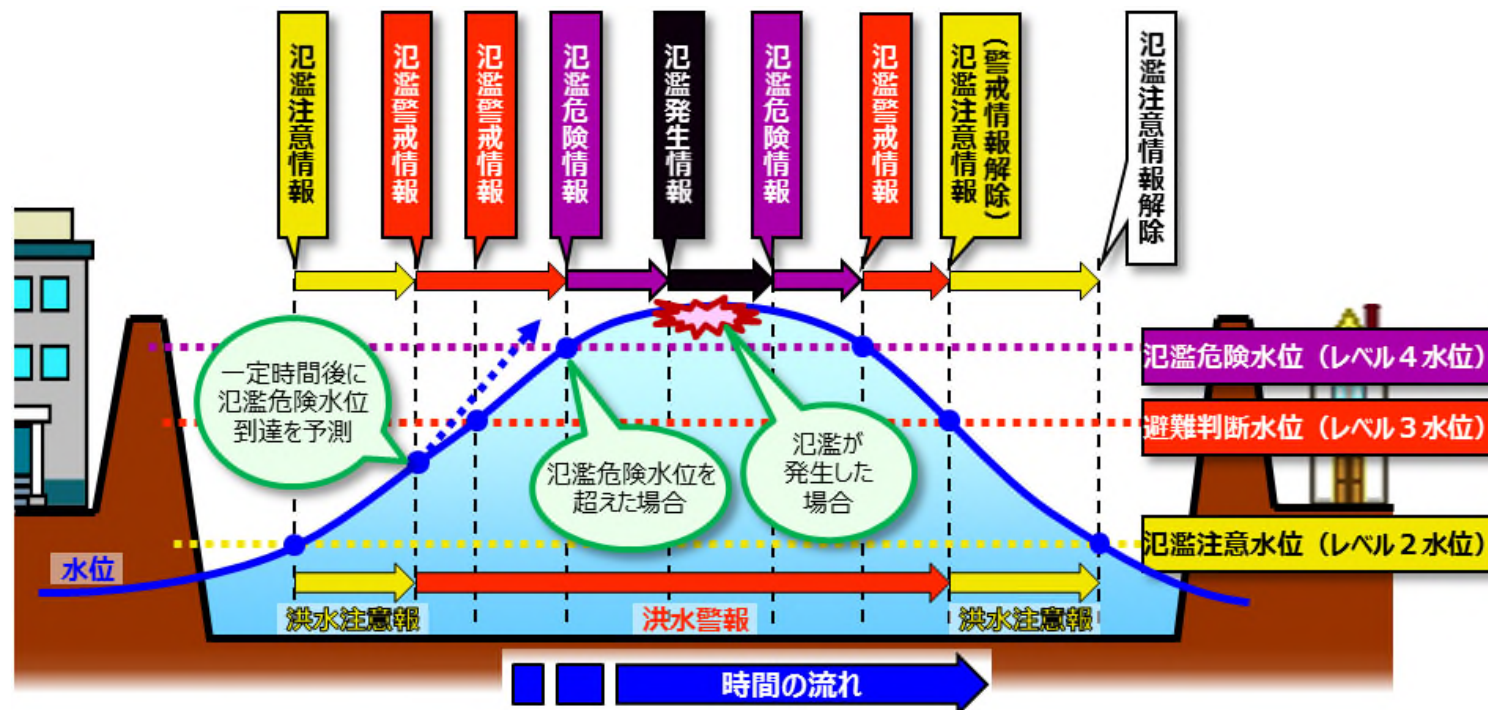 氾濫注意情報
氾濫警戒情報
氾濫警戒情報
氾濫危険情報
氾濫発生情報
氾濫危険情報
氾濫警戒情報
(警戒情報解除)
氾濫注意情報
氾濫注意情報解除
一定時間後に
氾濫危険水位
到達を予測
氾濫危険水位を
超えた場合
氾濫が
発生した
場合
氾濫危険水位(レベル4水位)
避難判断水位(レベル3水位)
氾濫注意水位(レベル2水位)
水位
洪水注意報
洪水警報
洪水注意報
時間の流れ